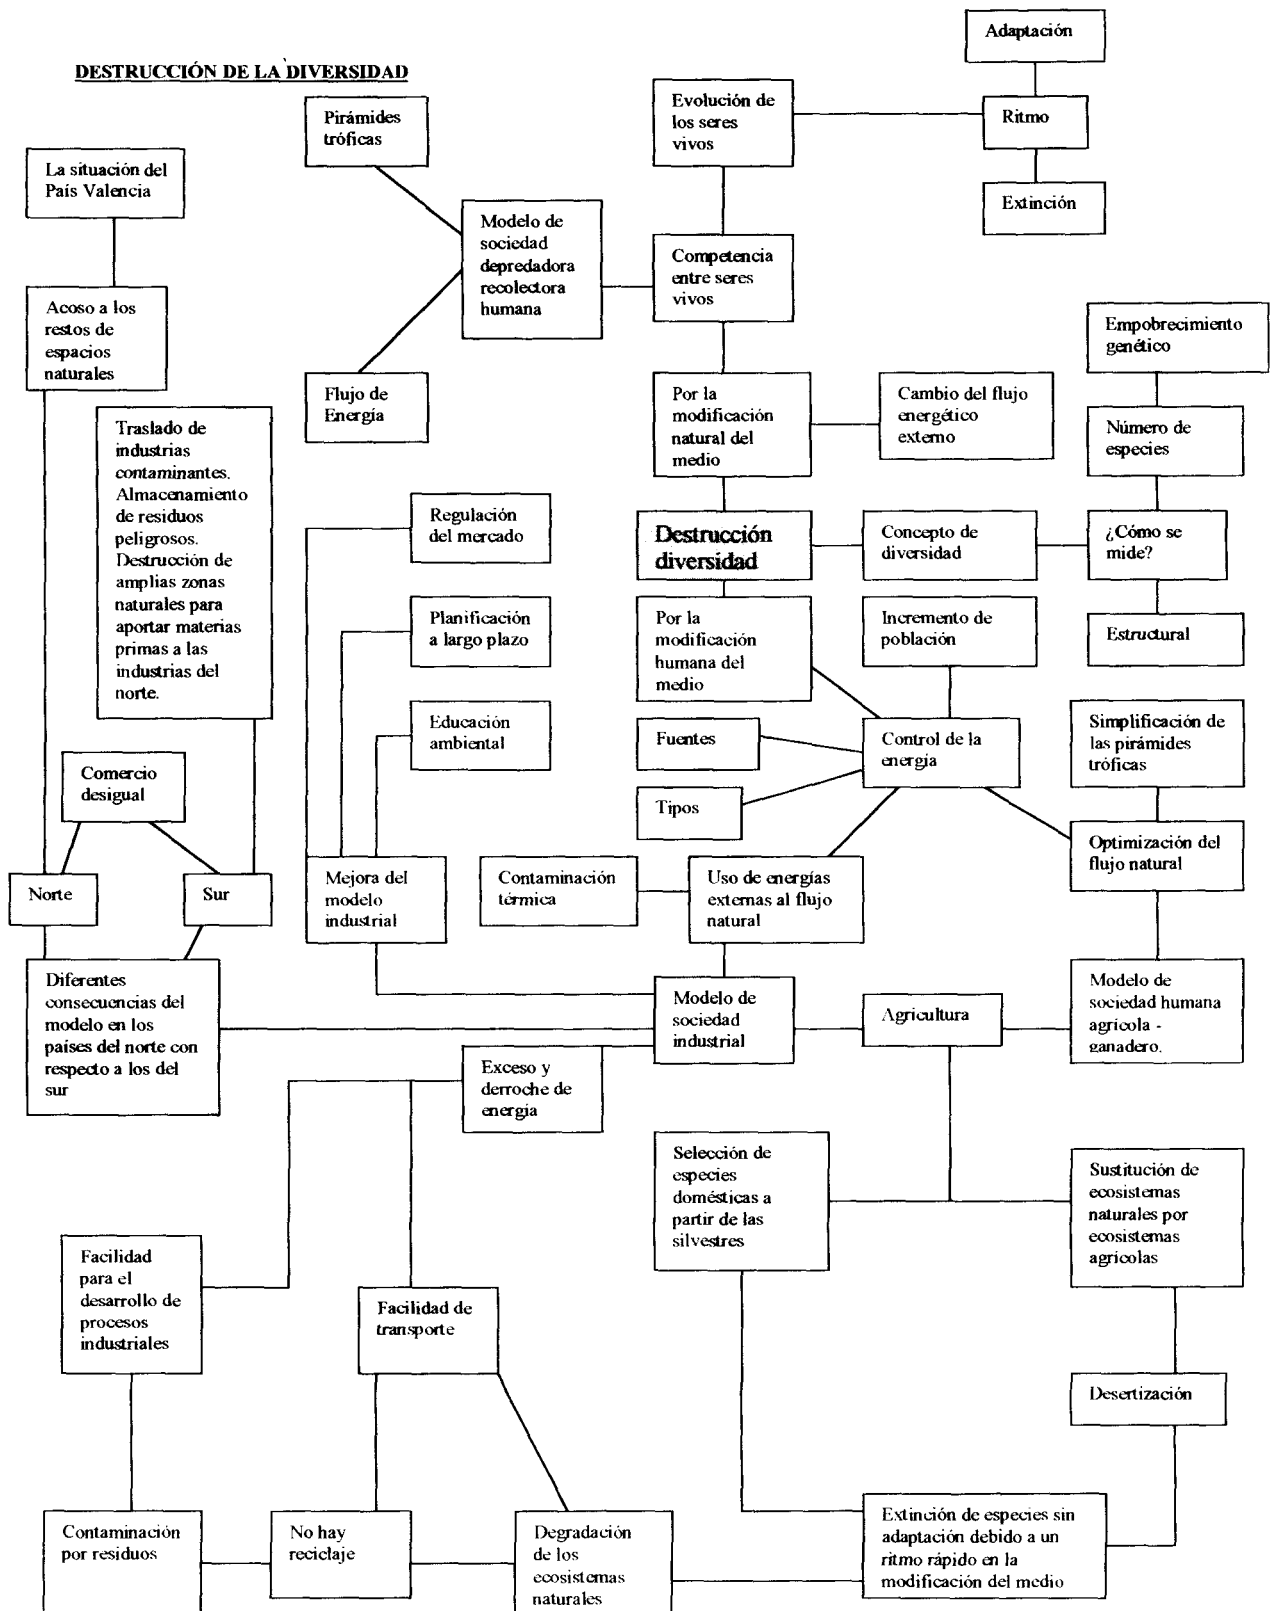 DESTRUCCIÓN DE LA DIVERSIDAD
Adaptación
Ritmo
Extinción
Evolución de
los seres
vivos
Pirámides
tróficas
La situación del
País Valencia
Modelo de
sociedad
depredadora
recolectora
humana
Competencia
entre seres
vivos
Acoso a los
restos de
espacios
naturales
Flujo de
Energía
Por la
modificación
natural del
medio
Cambio del flujo
energético
externo
Empobrecimiento
genético
Número de
especies
Traslado de
industrias
contaminantes.
Almacenamiento
de residuos
peligrosos.
Destrucción de
amplias zonas
naturales para
aportar materias
primas a las
industrias del
norte.
Regulación
del mercado
Destrucción
diversidad
Concepto de
diversidad
¿Cómo se
mide?
Estructural
Planificación
a largo plazo
Por la
modificación
humana del
medio
Incremento de
población
Educación
ambiental
Fuentes
Control de la
energía
Simplificación de
las pirámides
tróficas
Tipos
Comercio
desigual
Norte
Sur
Mejora del
modelo
industrial
Contaminación
térmica
Uso de energías
externas al flujo
natural
Optimización del
flujo natural
Diferentes
consecuencias del
modelo en los
países del norte con
respecto a los del
sur
Modelo de
sociedad
industrial
Agricultura
Modelo de
sociedad humana
agrícola -
ganadero.
Exceso y
derroche de
energía
Selección de
especies
domésticas a
partir de las
silvestres
Sustitución de
ecosistemas
naturales por
ecosistemas
agrícolas
Facilidad
para el
desarrollo de
procesos
industriales
Facilidad de
transporte
Desertización
Contaminación
por residuos
No hay
reciclaje
Degradación
de los
ecosistemas
naturales
Extinción de especies sin
adaptación debido a un
ritmo rápido en la
modificación del medio